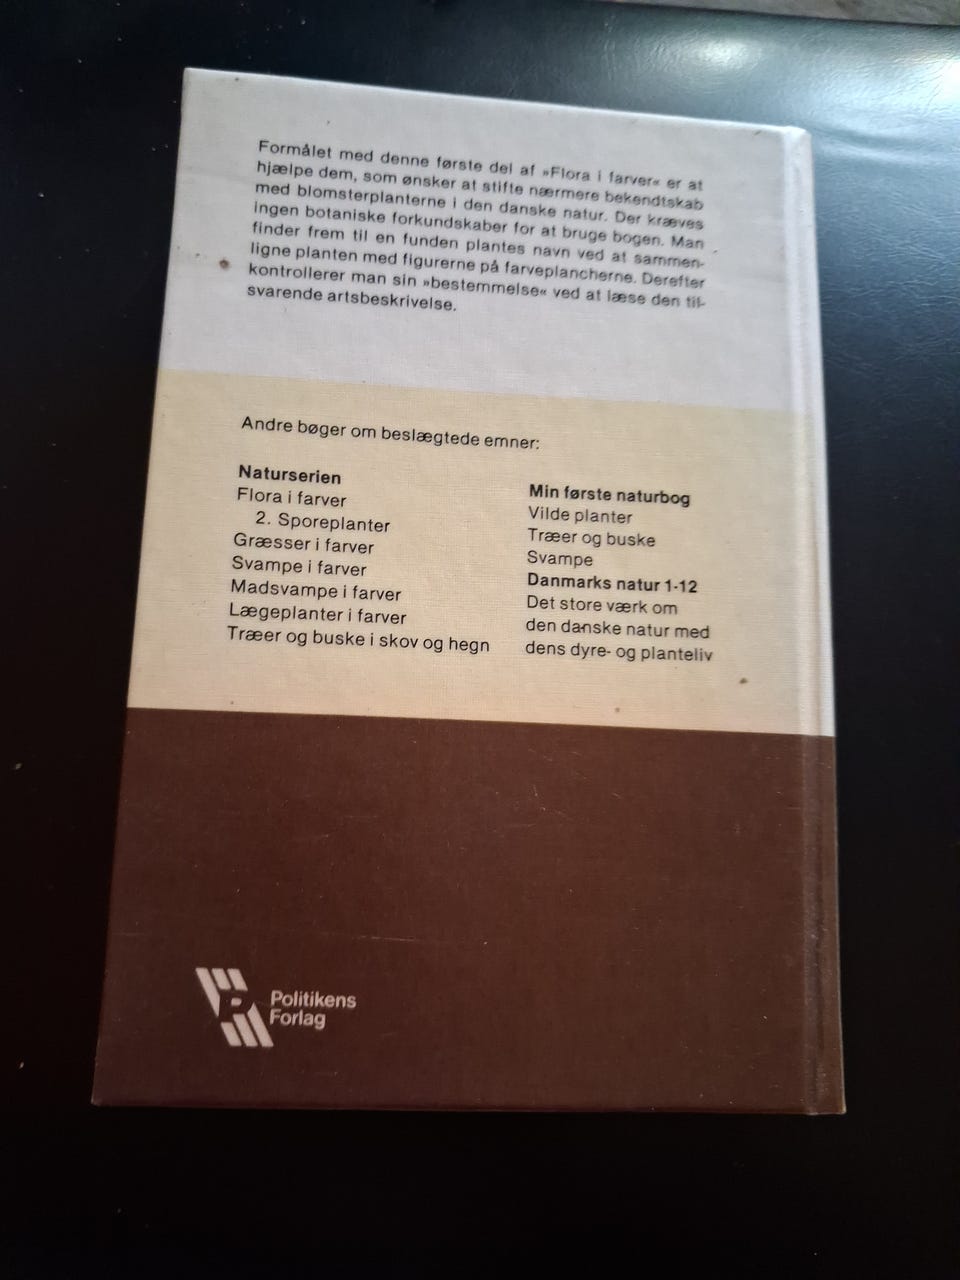 Formålet med denne første del af »Flora i farver« er at
hjælpe dem, som ønsker at stifte nærmere bekendtskab
med blomsterplanterne i den danske natur. Der kræves
ingen botaniske forkundskaber for at bruge bogen. Man
finder frem til en funden plantes navn ved at sammen-
ligne planten med figurerne på farveplancherne. Derefter
kontrollerer man sin »bestemmelse« ved at læse den til-
svarende artsbeskrivelse.
Andre bøger om beslægtede emner:
Naturserien
Flora i farver
2. Sporeplanter
Græsser i farver
Svampe i farver
Madsvampe i farver
Lægeplanter i farver
Træer og buske i skov og hegn
Min første naturbog
Vilde planter
Træer og buske
Svampe
Danmarks natur 1-12
Det store værk om
den danske natur med
dens dyre- og planteliv
P
Politikens
Forlag